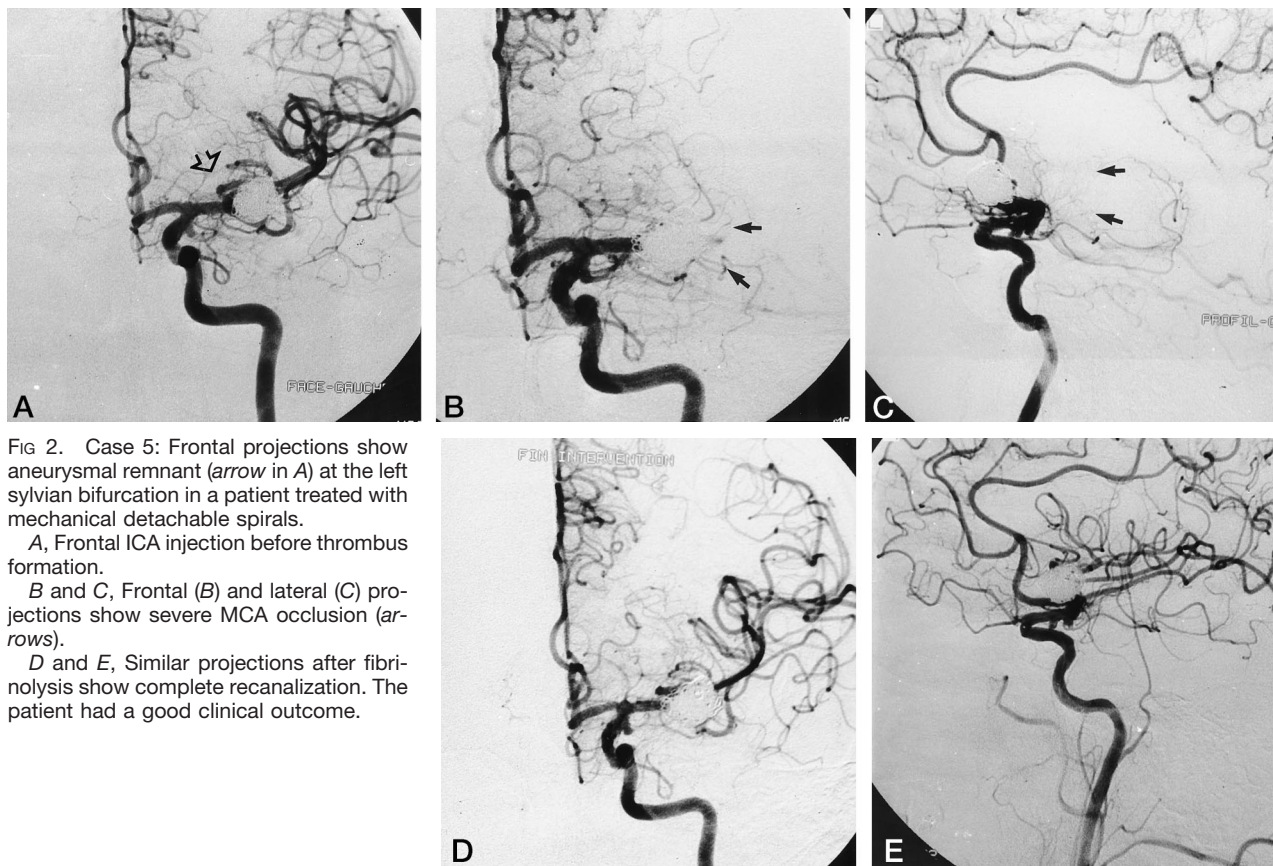 FACE-GAUCH
A
B
PROFIL-G
C
FIG 2. Case 5: Frontal projections show
aneurysmal remnant (arrow in A) at the left
sylvian bifurcation in a patient treated with
mechanical detachable spirals.
A, Frontal ICA injection before thrombus
formation.
B and C, Frontal (B) and lateral (C) pro-
jections show severe MCA occlusion (ar-
rows).
D and E, Similar projections after fibri-
nolysis show complete recanalization. The
patient had a good clinical outcome.
FIN INTERVENTION
D
E